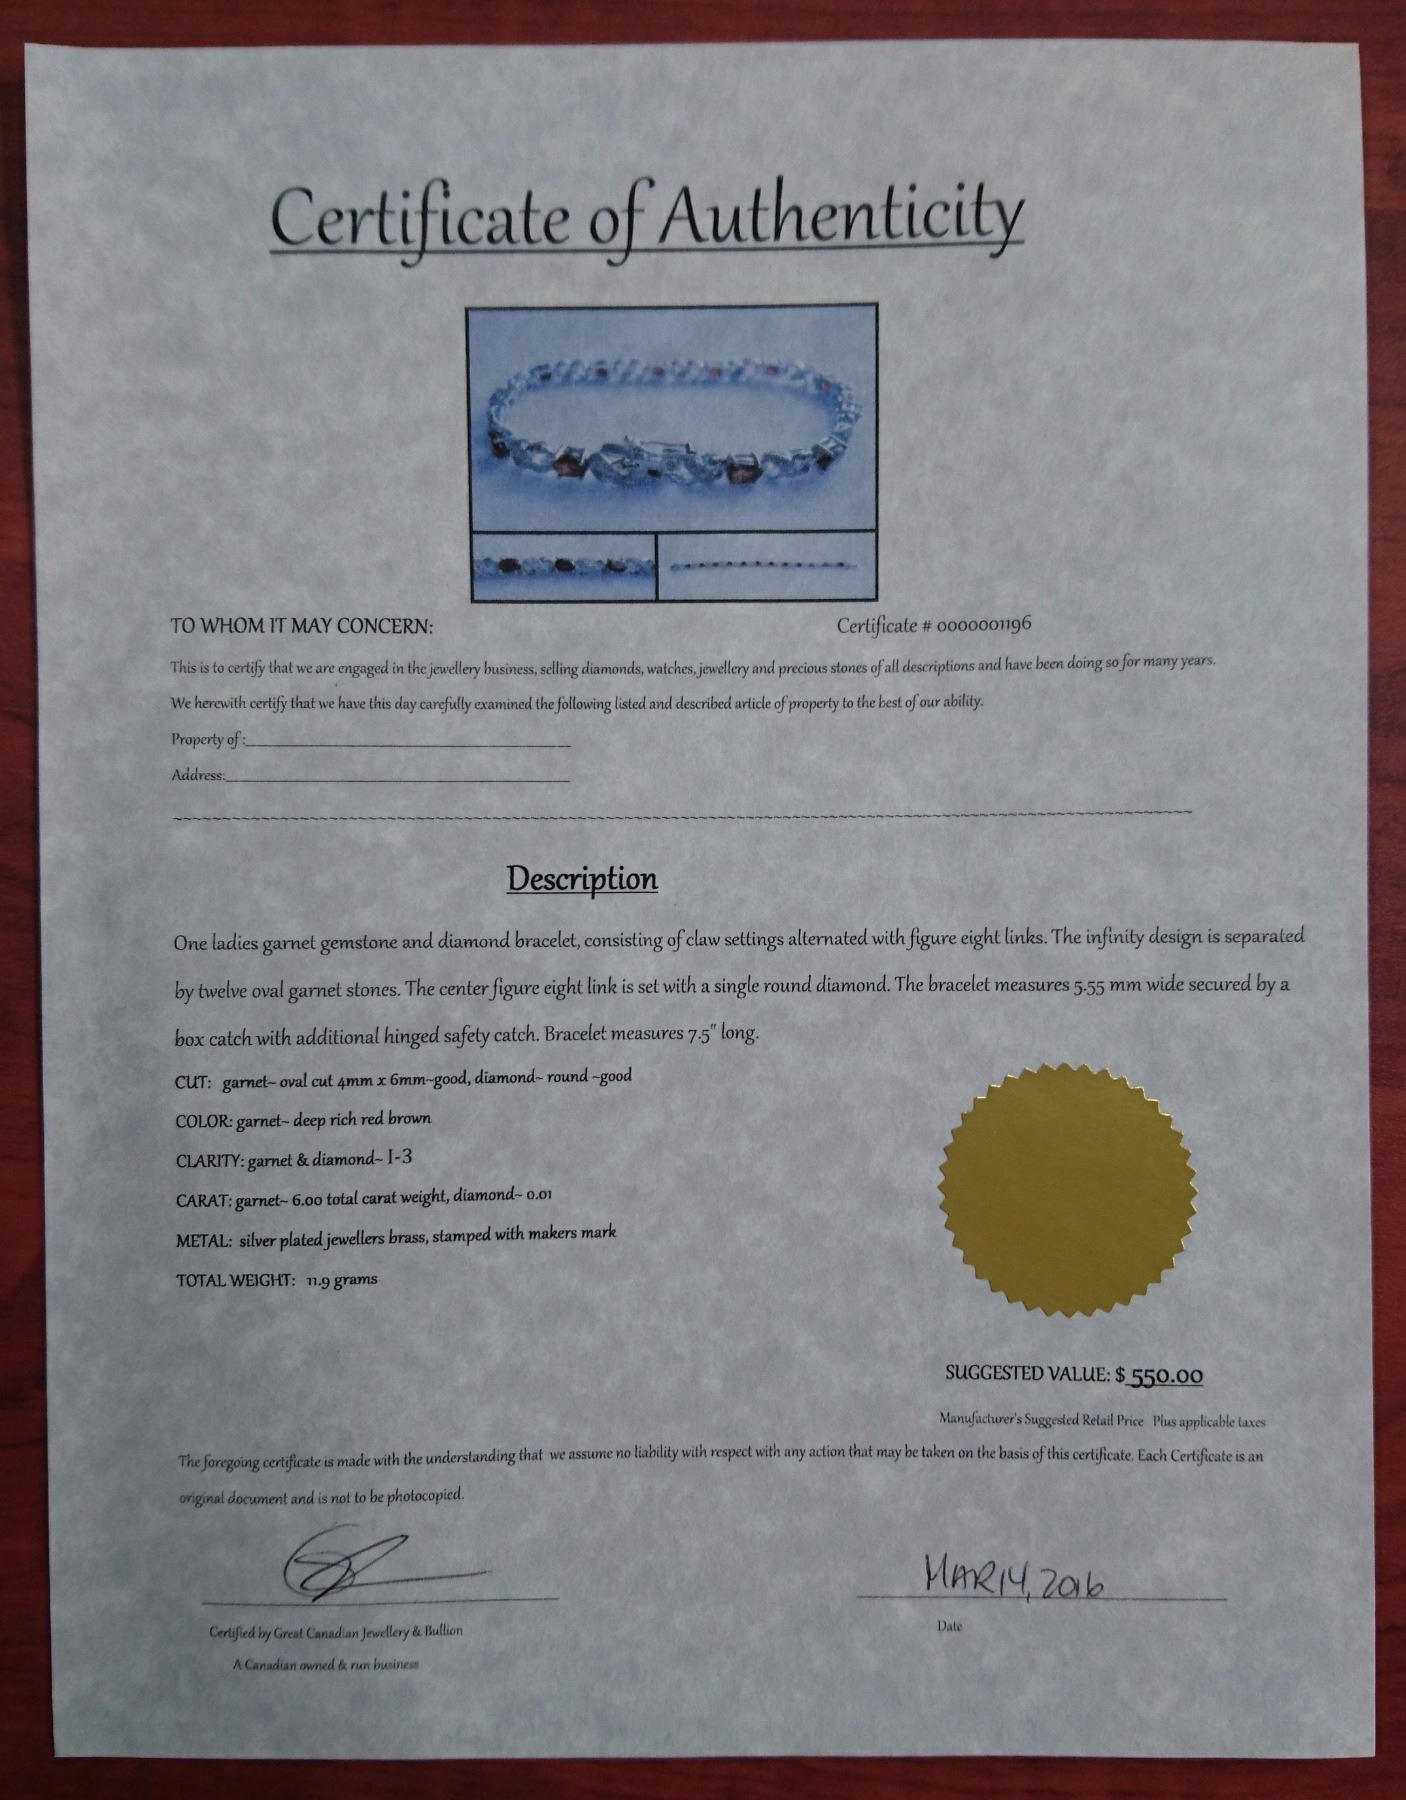 Certificate of Authenticity
TO WHOM IT MAY CONCERN:
Certificate # 0000001196
This is to certify that we are engaged in the jewellery business, selling diamonds, watches, jewellery and precious stones of all descriptions and have been doing so for many years.
We herewith certify that we have this day carefully examined the following listed and described article of property to the best of our ability.
Property of:
Address:
Description
One ladies garnet gemstone and diamond bracelet, consisting of claw settings alternated with figure eight links. The infinity design is separated
by twelve oval garnet stones. The center figure eight link is set with a single round diamond. The bracelet measures 5.55 mm wide secured by a
box catch with additional hinged safety catch. Bracelet measures 7.5" long.
CUT: garnet~ oval cut 4mm x 6mm~good, diamond~ round ~good
COLOR: garnet~ deep rich red brown
CLARITY: garnet & diamond~ I-3
CARAT: garnet~ 6.00 total carat weight, diamond~ 0.01
METAL: silver plated jewellers brass, stamped with makers mark
TOTAL WEIGHT: 11.9 grams
SUGGESTED VALUE: $ 550.00
Manufacturer's Suggested Retail Price Plus applicable taxes
The foregoing certificate is made with the understanding that we assume no liability with respect with any action that may be taken on the basis of this certificate. Each Certificate is an
original document and is not to be photocopied.
MAR 14, 2016
Certified by Great Canadian Jewellery & Bullion
Date
A Canadian owned & run business